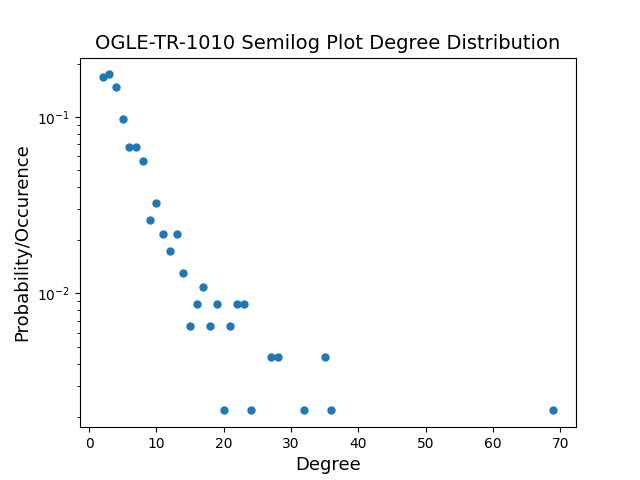 OGLE-TR-1010 Semilog Plot Degree Distribution
Probability/Occurence
10⁻¹
10⁻²
0 10 20 30 40 50 60 70
Degree